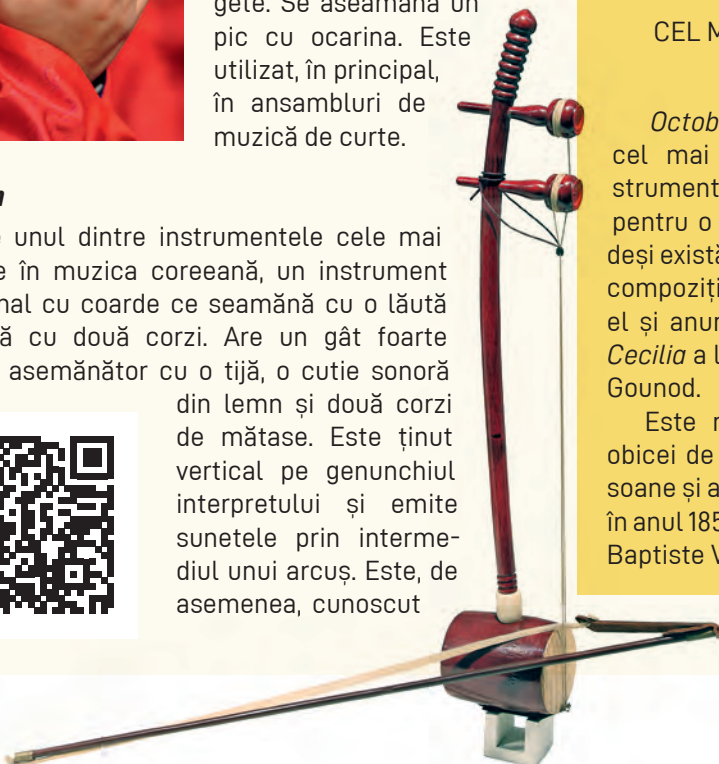 gete. Se aseamănă un
pic cu ocarina. Este
utilizat, în principal,
în ansambluri de
muzică de curte.
unul dintre instrumentele cele mai
în muzica coreeană, un instrument
cu coarde ce seamănă cu o lăută
cu două corzi. Are un gât foarte
asemănător cu o tijă, o cutie sonoră
din lemn și două corzi
de mătase. Este ținut
vertical pe genunchiul
interpretului și emite
sunetele prin interme-
diul unui arcuș. Este, de
asemenea, cunoscut
CEL
Octob
cel mai
strument
pentru o
deși există
compoziți
el și anur
Cecilia a
Gounod.
Este
obicei de
soane și a
în anul 185
Baptiste